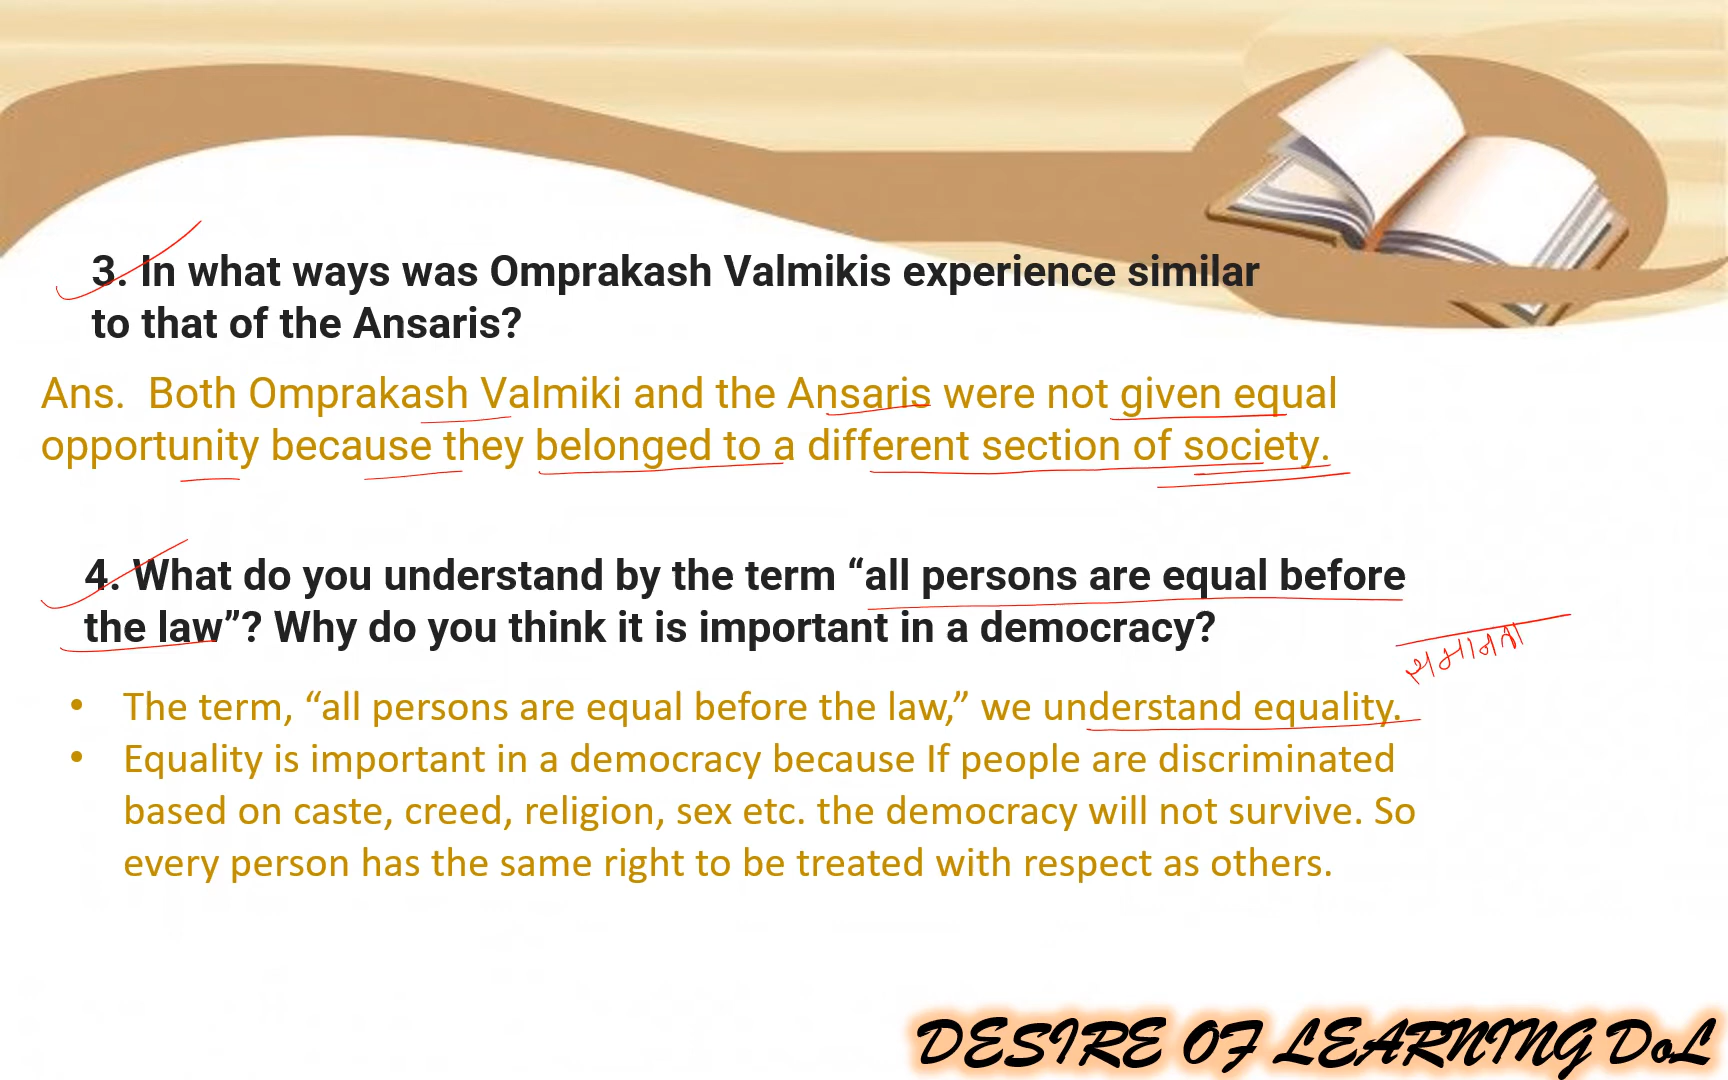 3. In what ways was Omprakash Valmikis experience similar
to that of the Ansaris?
Ans.  Both Omprakash Valmiki and the Ansaris were not given equal
opportunity because they belonged to a different section of society.
4. What do you understand by the term “all persons are equal before
the law”? Why do you think it is important in a democracy?
समानता
• The term, “all persons are equal before the law,” we understand equality.
• Equality is important in a democracy because If people are discriminated
based on caste, creed, religion, sex etc. the democracy will not survive. So
every person has the same right to be treated with respect as others.
DESIRE OF LEARNING DoL